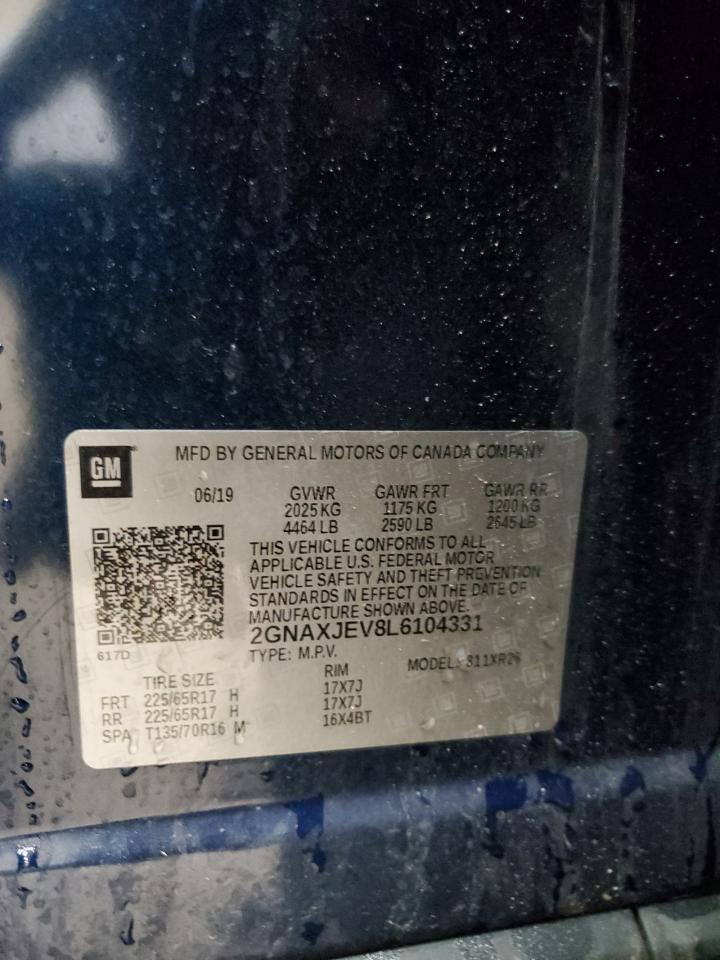 GM
MFD BY GENERAL MOTORS OF CANADA COMPANY
06/19 GVWR GAWR FRT GAWR RR
2025 KG 1175 KG 1200 KG
4464 LB 2590 LB 2645 LB
THIS VEHICLE CONFORMS TO ALL
APPLICABLE U.S. FEDERAL MOTOR
VEHICLE SAFETY AND THEFT PREVENTION
STANDARDS IN EFFECT ON THE DATE OF
MANUFACTURE SHOWN ABOVE.
2GNAXJEV8L6104331
617D
TYPE: M.P.V. MODEL: 811XR26
TIRE SIZE RIM
FRT 225/65R17 H 17X7J
RR 225/65R17 H 17X7J
SPA T135/70R16 M 16X4BT